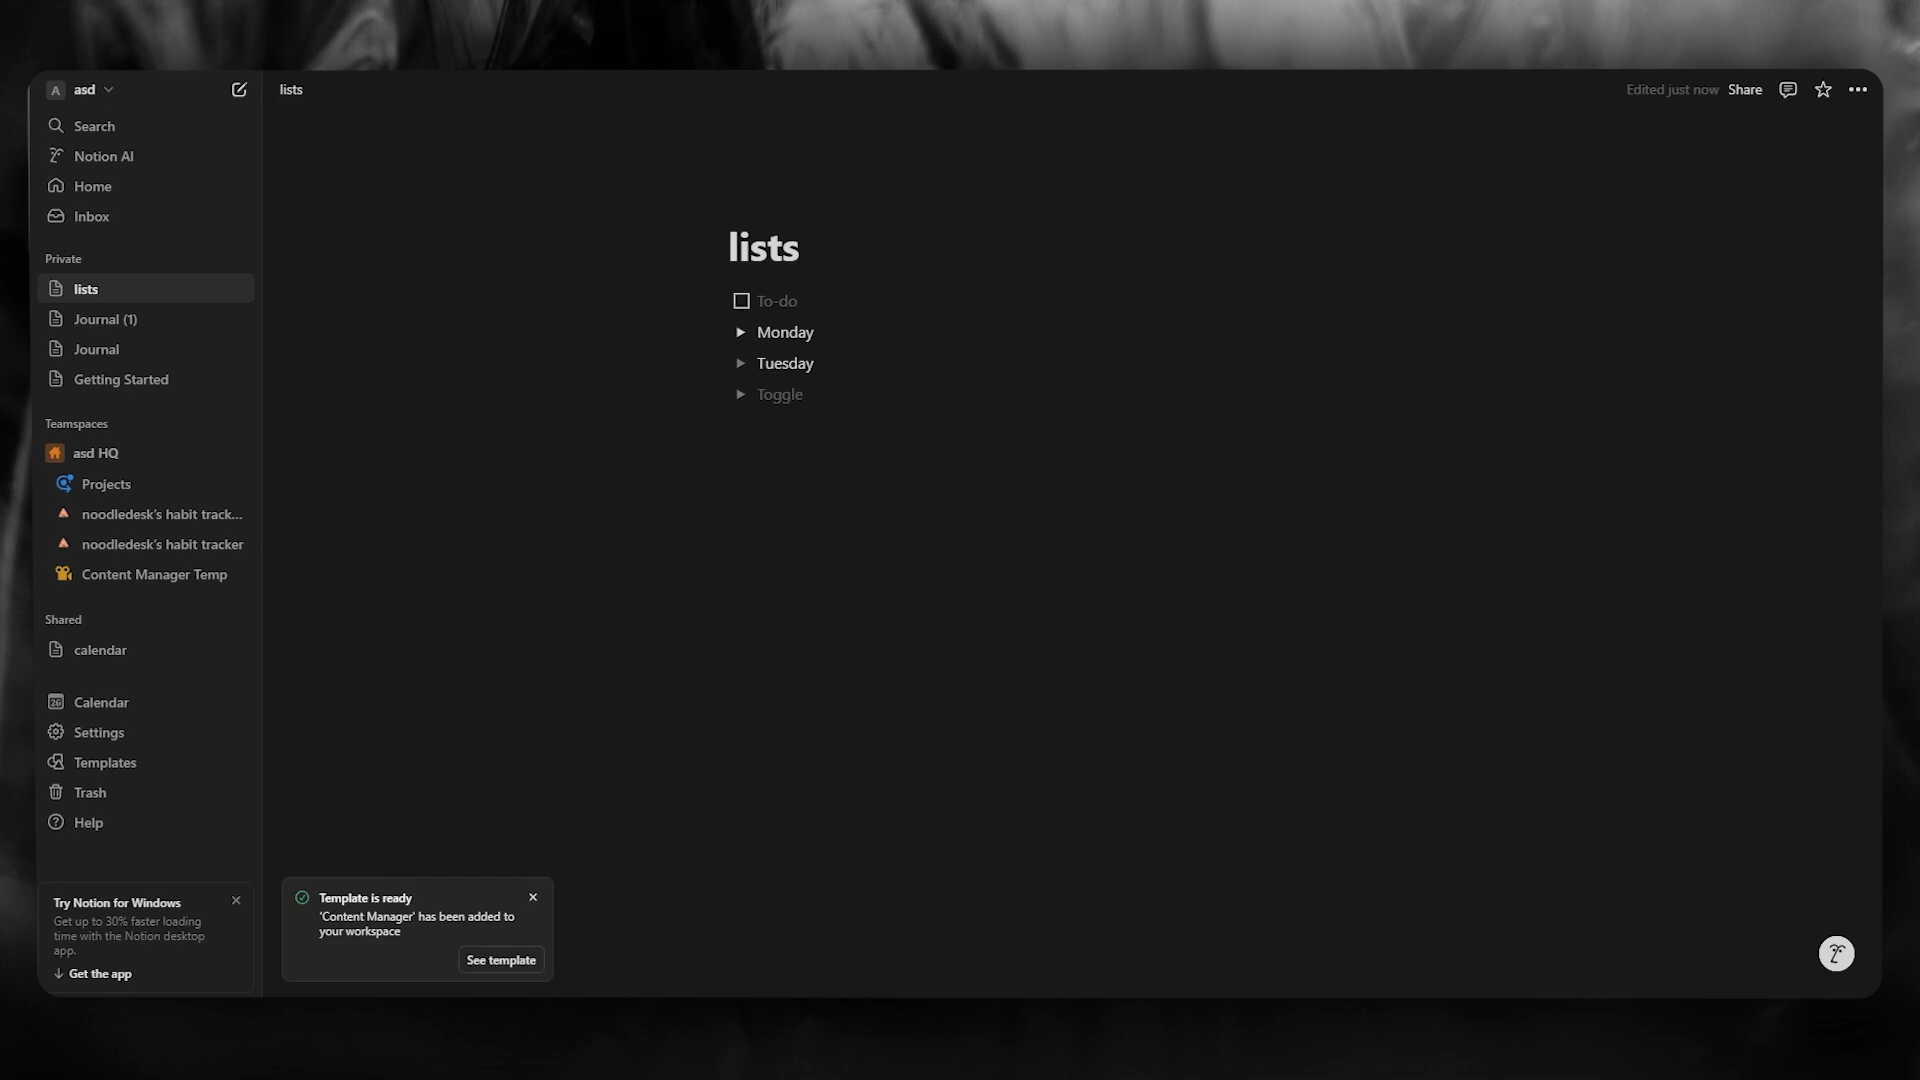 A asd
Search
Notion AI
Home
Inbox
Private
lists
Journal (1)
Journal
Getting Started
Teamspaces
asd HQ
Projects
noodledesk's habit track...
noodledesk's habit tracker
Content Manager Temp
Shared
calendar
26 Calendar
Settings
Templates
Trash
Help
Try Notion for Windows
Get up to 30% faster loading
time with the Notion desktop
app.
Get the app
lists
Edited just now Share
lists
To-do
Monday
Tuesday
Toggle
Template is ready
'Content Manager' has been added to
your workspace
See template